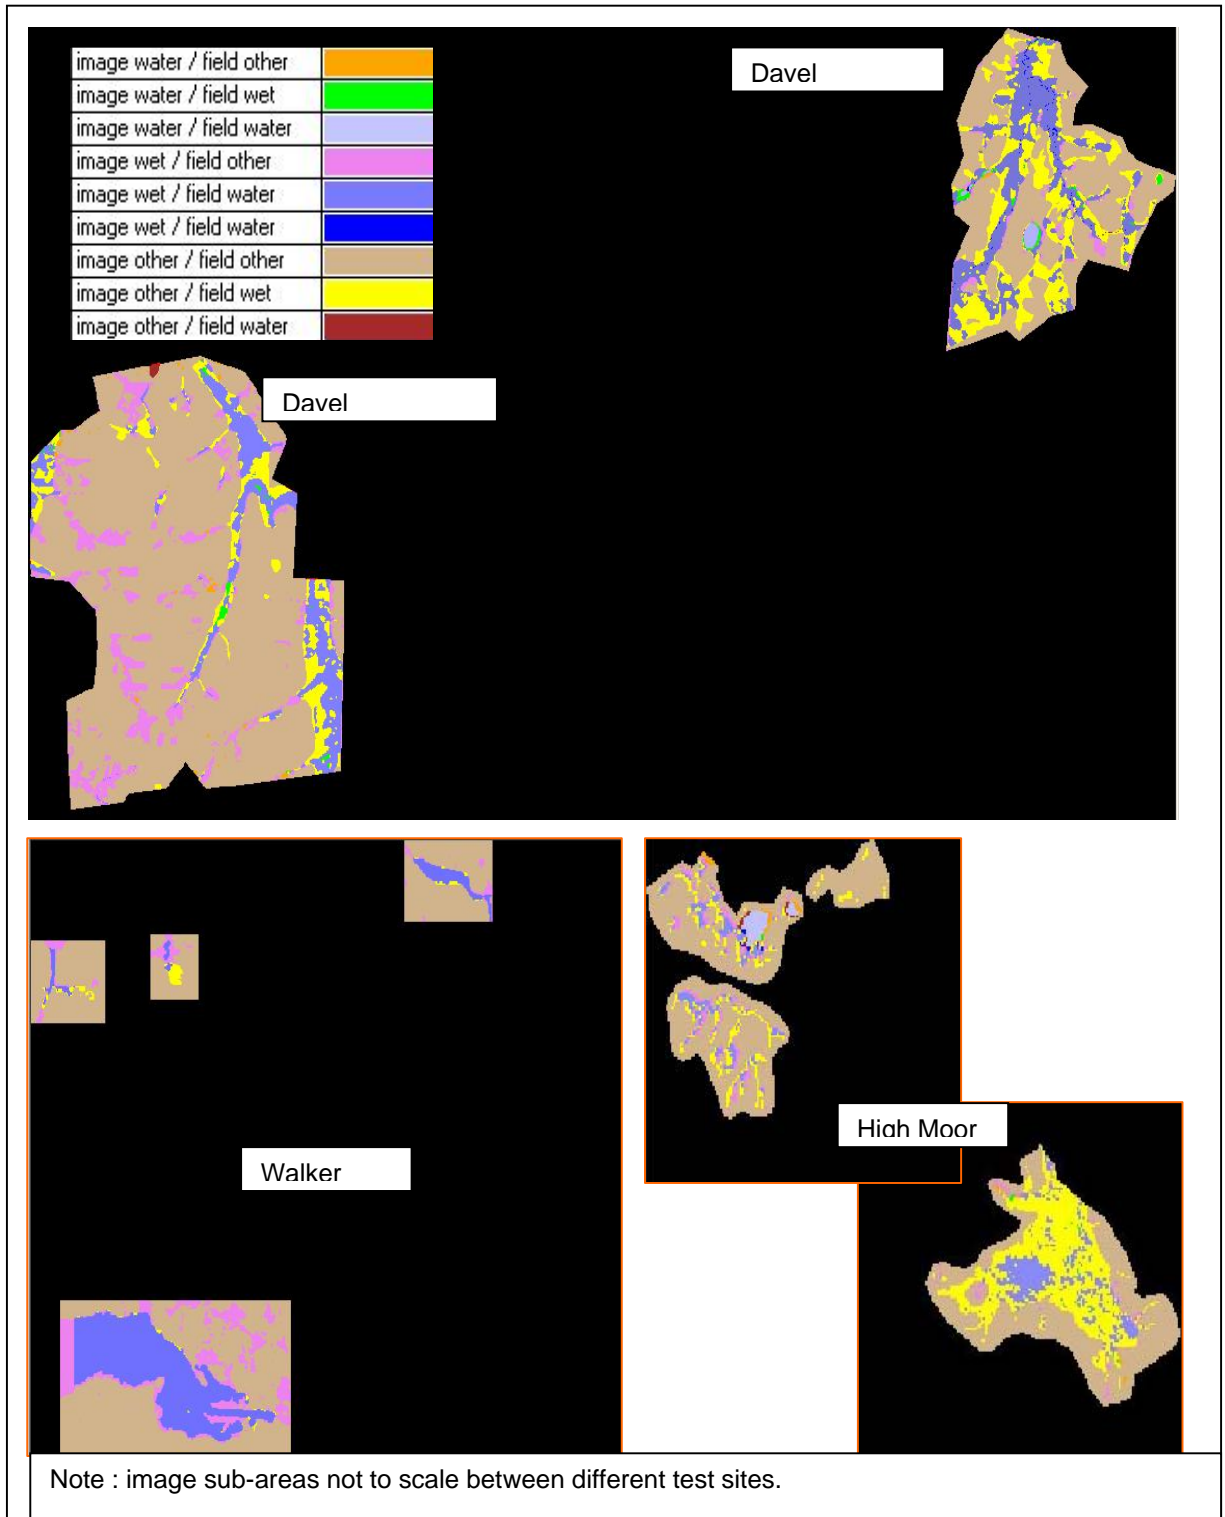 image water / field other
image water / field wet
image water / field water
image wet / field other
image wet / field water
image wet / field water
image other / field other
image other / field wet
image other / field water
Davel
Davel
Walker
High Moor
Note : image sub-areas not to scale between different test sites.